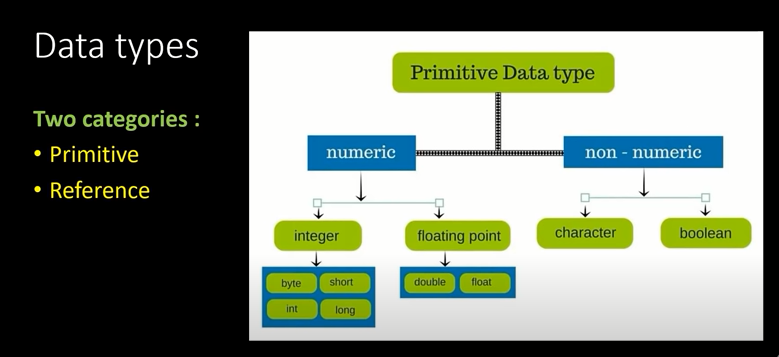 Data types
Two categories :
• Primitive
• Reference
Primitive Data type
numeric
non - numeric
integer
floating point
character
boolean
byte
short
double
float
int
long